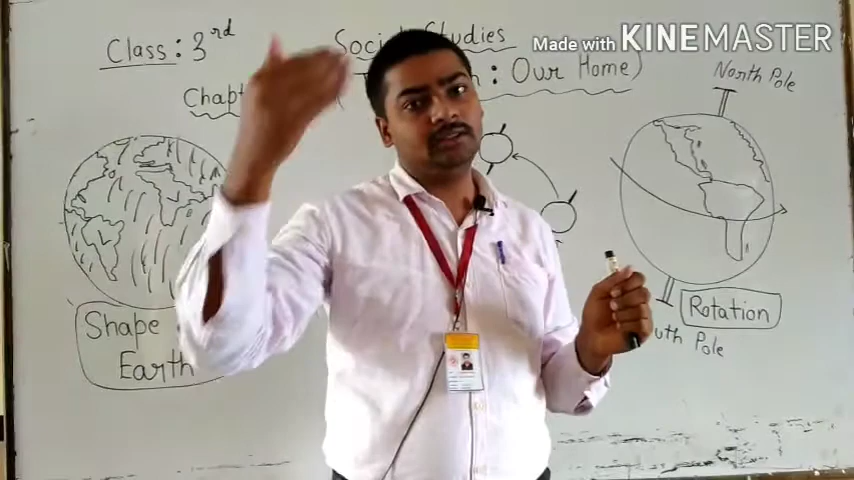 Class : 3rd
Social Studies
Made with KINEMASTER
Chapt
n : Our Home
North Pole
Shape
Earth
Rotation
uth Pole